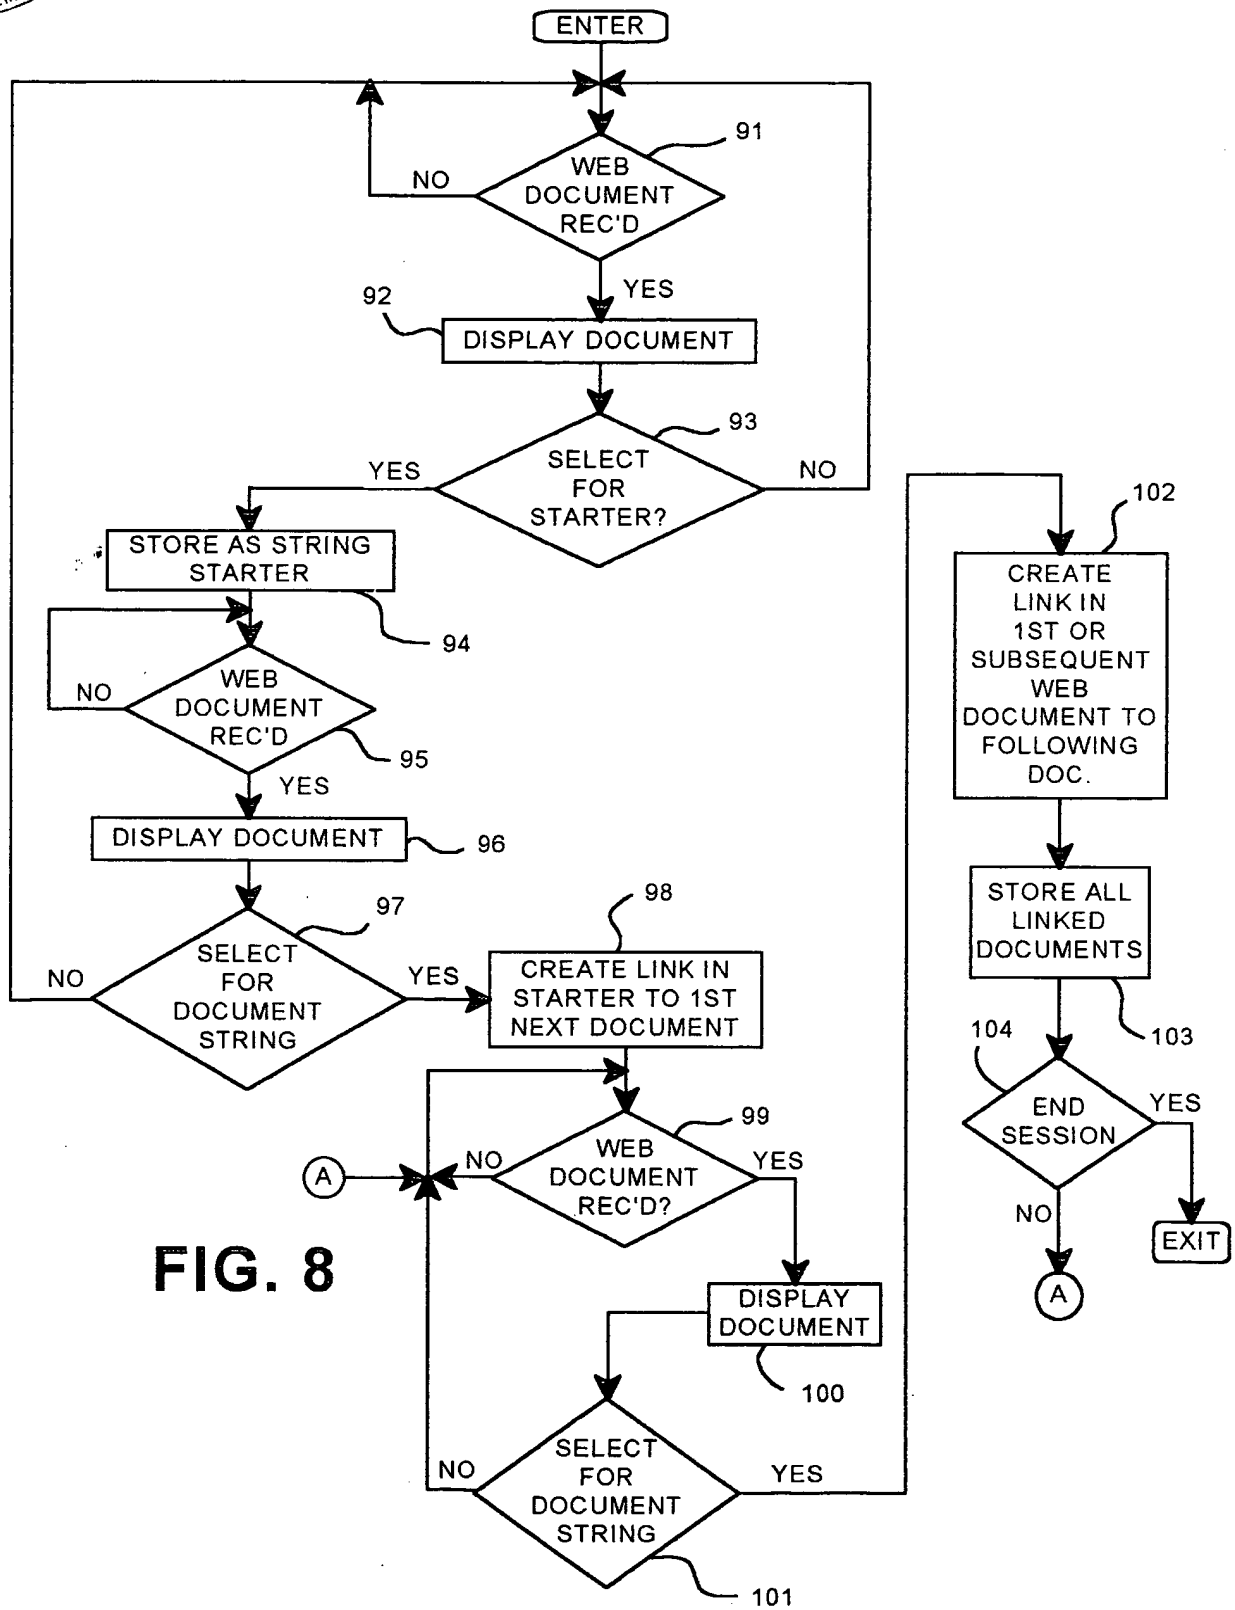 ENTER
91
WEB
DOCUMENT
REC'D
NO
YES
92
DISPLAY DOCUMENT
93
SELECT
FOR
STARTER?
YES
NO
STORE AS STRING
STARTER
94
WEB
DOCUMENT
REC'D
NO
95
YES
DISPLAY DOCUMENT
96
97
SELECT
FOR
DOCUMENT
STRING
NO
YES
98
CREATE LINK IN
STARTER TO 1ST
NEXT DOCUMENT
99
WEB
DOCUMENT
REC'D?
NO
YES
A
FIG. 8
DISPLAY
DOCUMENT
100
SELECT
FOR
DOCUMENT
STRING
NO
YES
101
102
CREATE
LINK IN
1ST OR
SUBSEQUENT
WEB
DOCUMENT TO
FOLLOWING
DOC.
STORE ALL
LINKED
DOCUMENTS
103
104
END
SESSION
YES
NO
EXIT
A